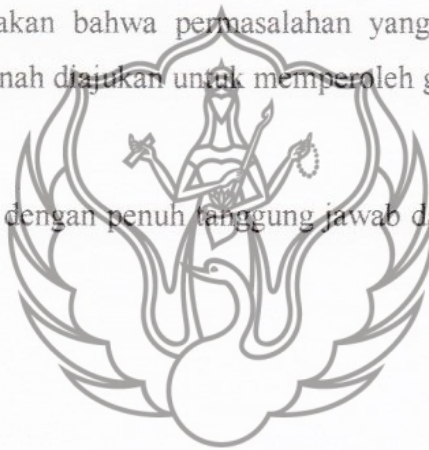 akan bahwa permasalahan yang
nah diajukan untuk memperoleh g
dengan penuh tanggung jawab d